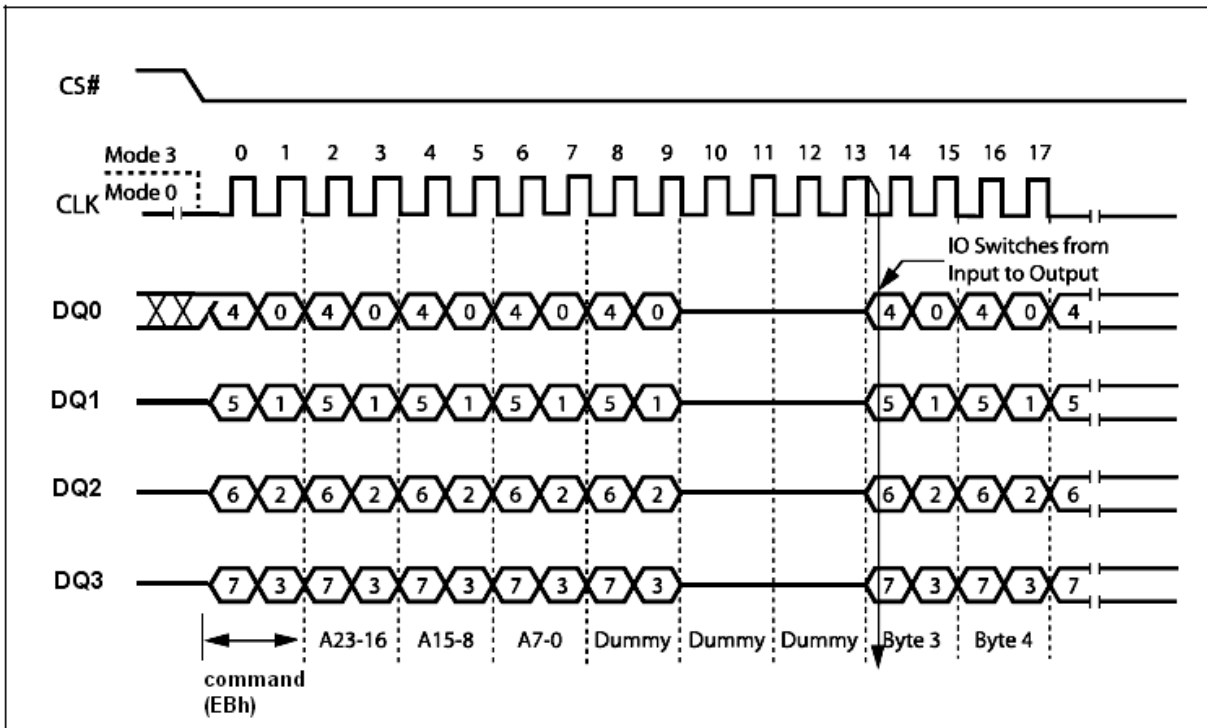 CS#
Mode 3
0 1 2 3 4 5 6 7 8 9 10 11 12 13 14 15 16 17
Mode 0
CLK
IO Switches from
Input to Output
DQ0 4 0 4 0 4 0 4 0 4 0 4 0 4 0 4
DQ1 5 1 5 1 5 1 5 1 5 1 5 1 5 1 5
DQ2 6 2 6 2 6 2 6 2 6 2 6 2 6 2 6
DQ3 7 3 7 3 7 3 7 3 7 3 7 3 7 3 7
A23-16 A15-8 A7-0 Dummy Dummy Dummy Byte 3 Byte 4
command
(EBh)